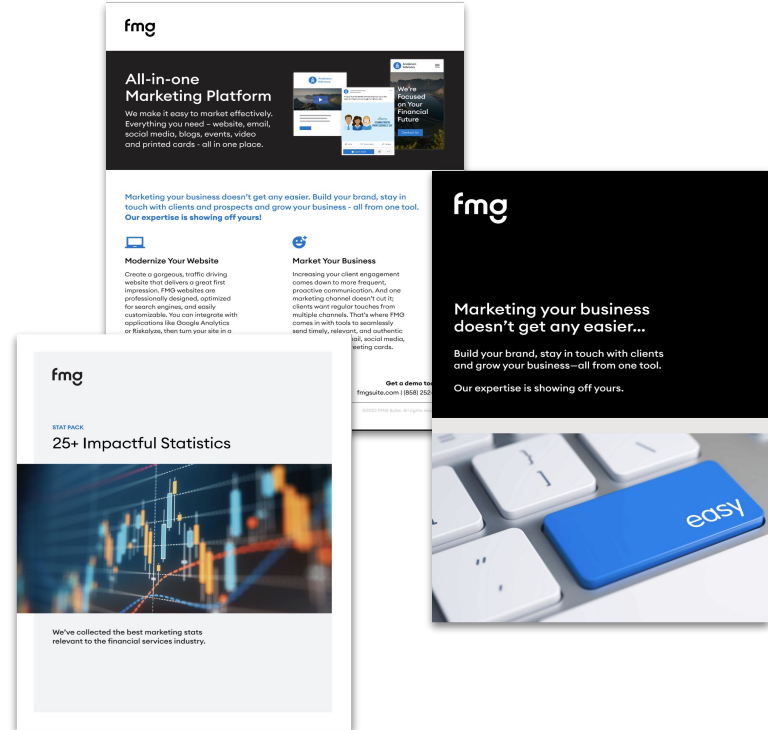 fmg
All-in-one
Marketing Platform
We make it easy to market effectively.
Everything you need – website, email,
social media, blogs, events, video
and printed cards - all in one place.
We're
Focused
on Your
Financial
Future
Marketing your business doesn't get any easier. Build your brand, stay in
touch with clients and prospects and grow your business - all from one tool.
Our expertise is showing off yours!
Modernize Your Website
Create a gorgeous, traffic driving
website that delivers a great first
impression. FMG websites are
professionally designed, optimized
for search engines, and easily
customizable. You can integrate with
applications like Google Analytics
or Riskalyze, then turn your site in a
Market Your Business
Increasing your client engagement
comes down to more frequent,
proactive communication. And one
marketing channel doesn't cut it;
clients want regular touches from
multiple channels. That's where FMG
comes in with tools to seamlessly
send timely, relevant, and authentic
ail, social media,
eeting cards.
Get a demo to
fmgsuite.com | (858) 252
fmg
Marketing your business
doesn't get any easier...
Build your brand, stay in touch with clients
and grow your business—all from one tool.
Our expertise is showing off yours.
easy
fmg
STAT PACK
25+ Impactful Statistics
We've collected the best marketing stats
relevant to the financial services industry.